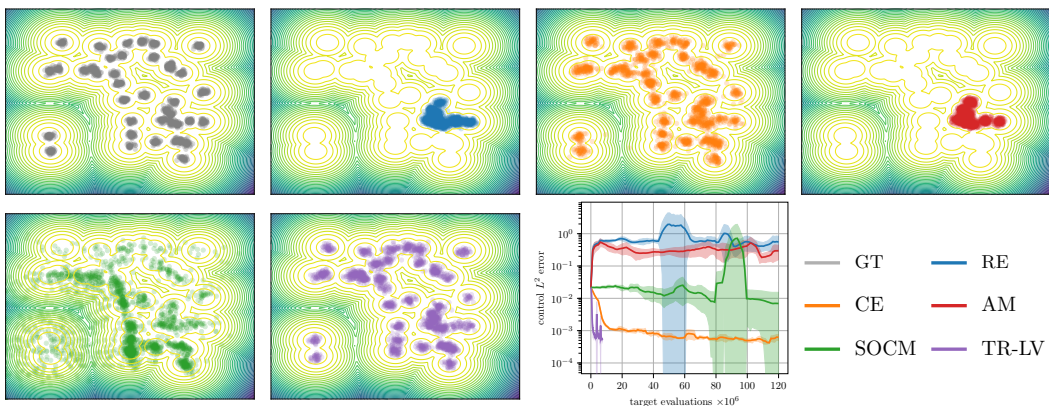 control L² error
10⁰
10⁻¹
10⁻²
10⁻³
10⁻⁴
0 20 40 60 80 100 120
target evaluations ×10⁶
GT RE
CE AM
SOCM TR-LV